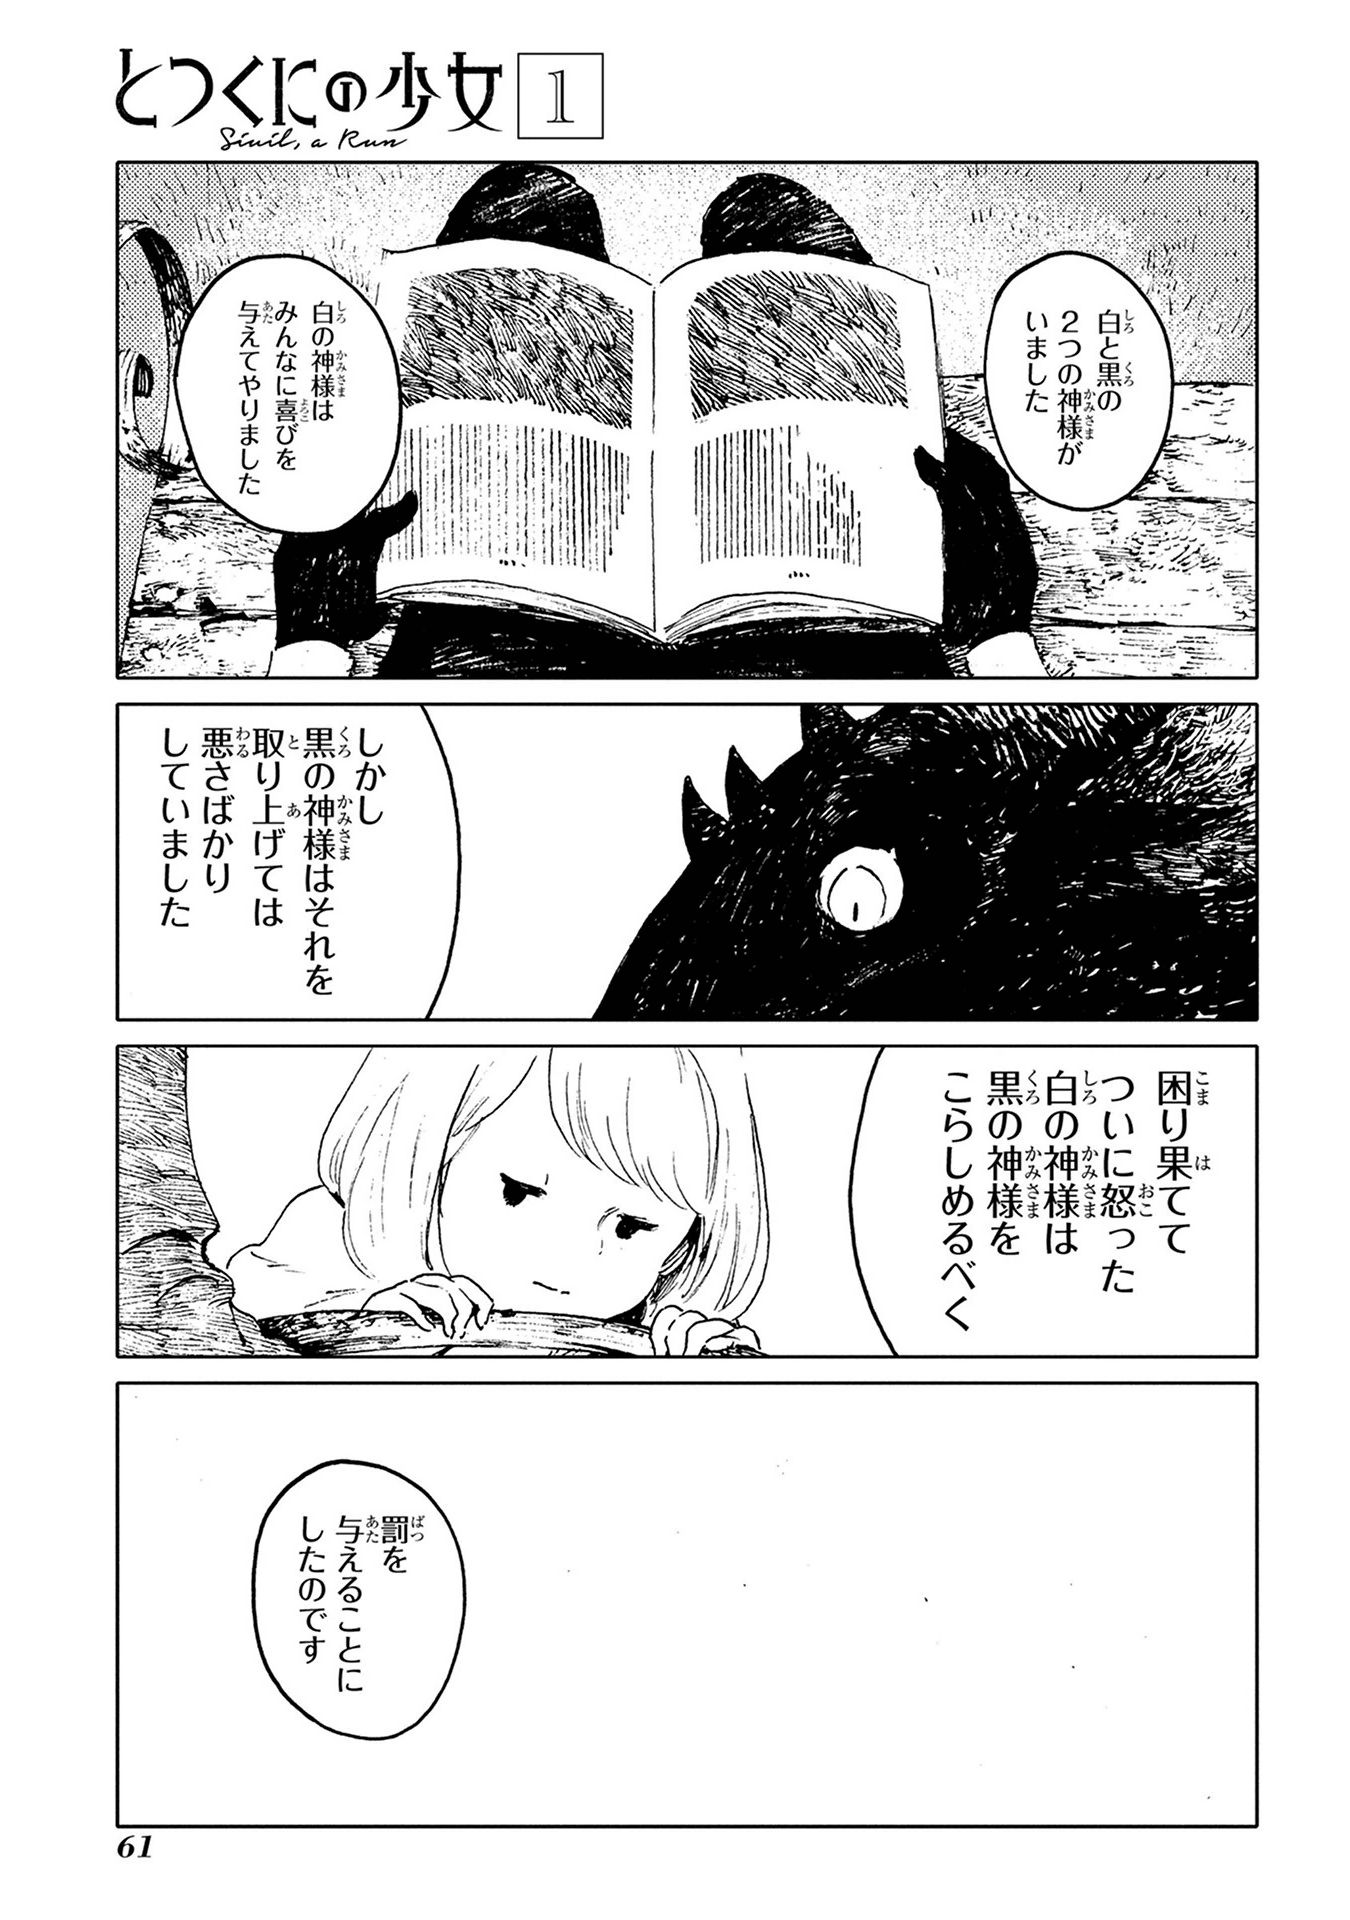 とつくにの少女
1
Siúil, a Run
白と黒の
2つの神様が
いました
白の神様は
みんなに喜びを
与えてやりました
しかし
黒の神様はそれを
取り上げては
悪さばかり
していました
困り果てて
ついに怒った
白の神様は
黒の神様を
こらしめるべく
罰を
与えることに
したのです
61